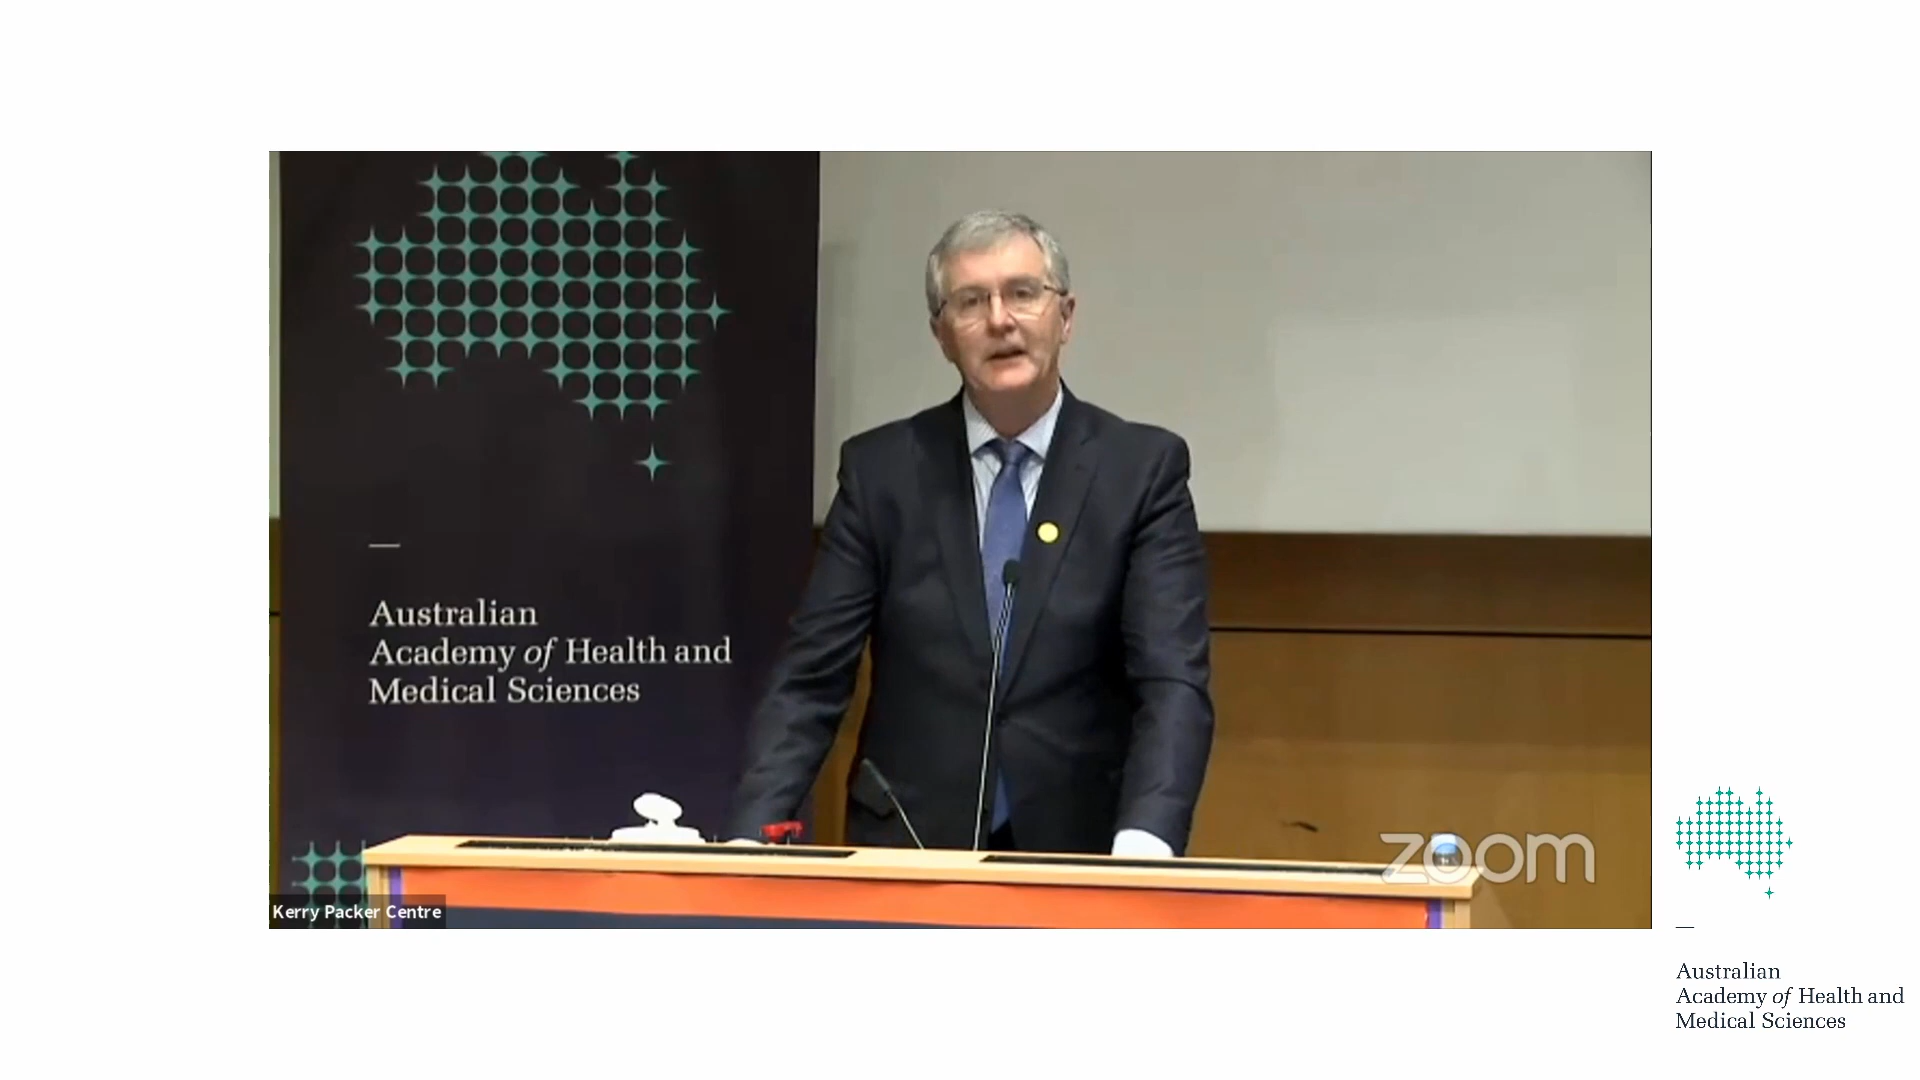 Australian
Academy of Health and
Medical Sciences
zoom
Kerry Packer Centre
Australian
Academy of Health and
Medical Sciences